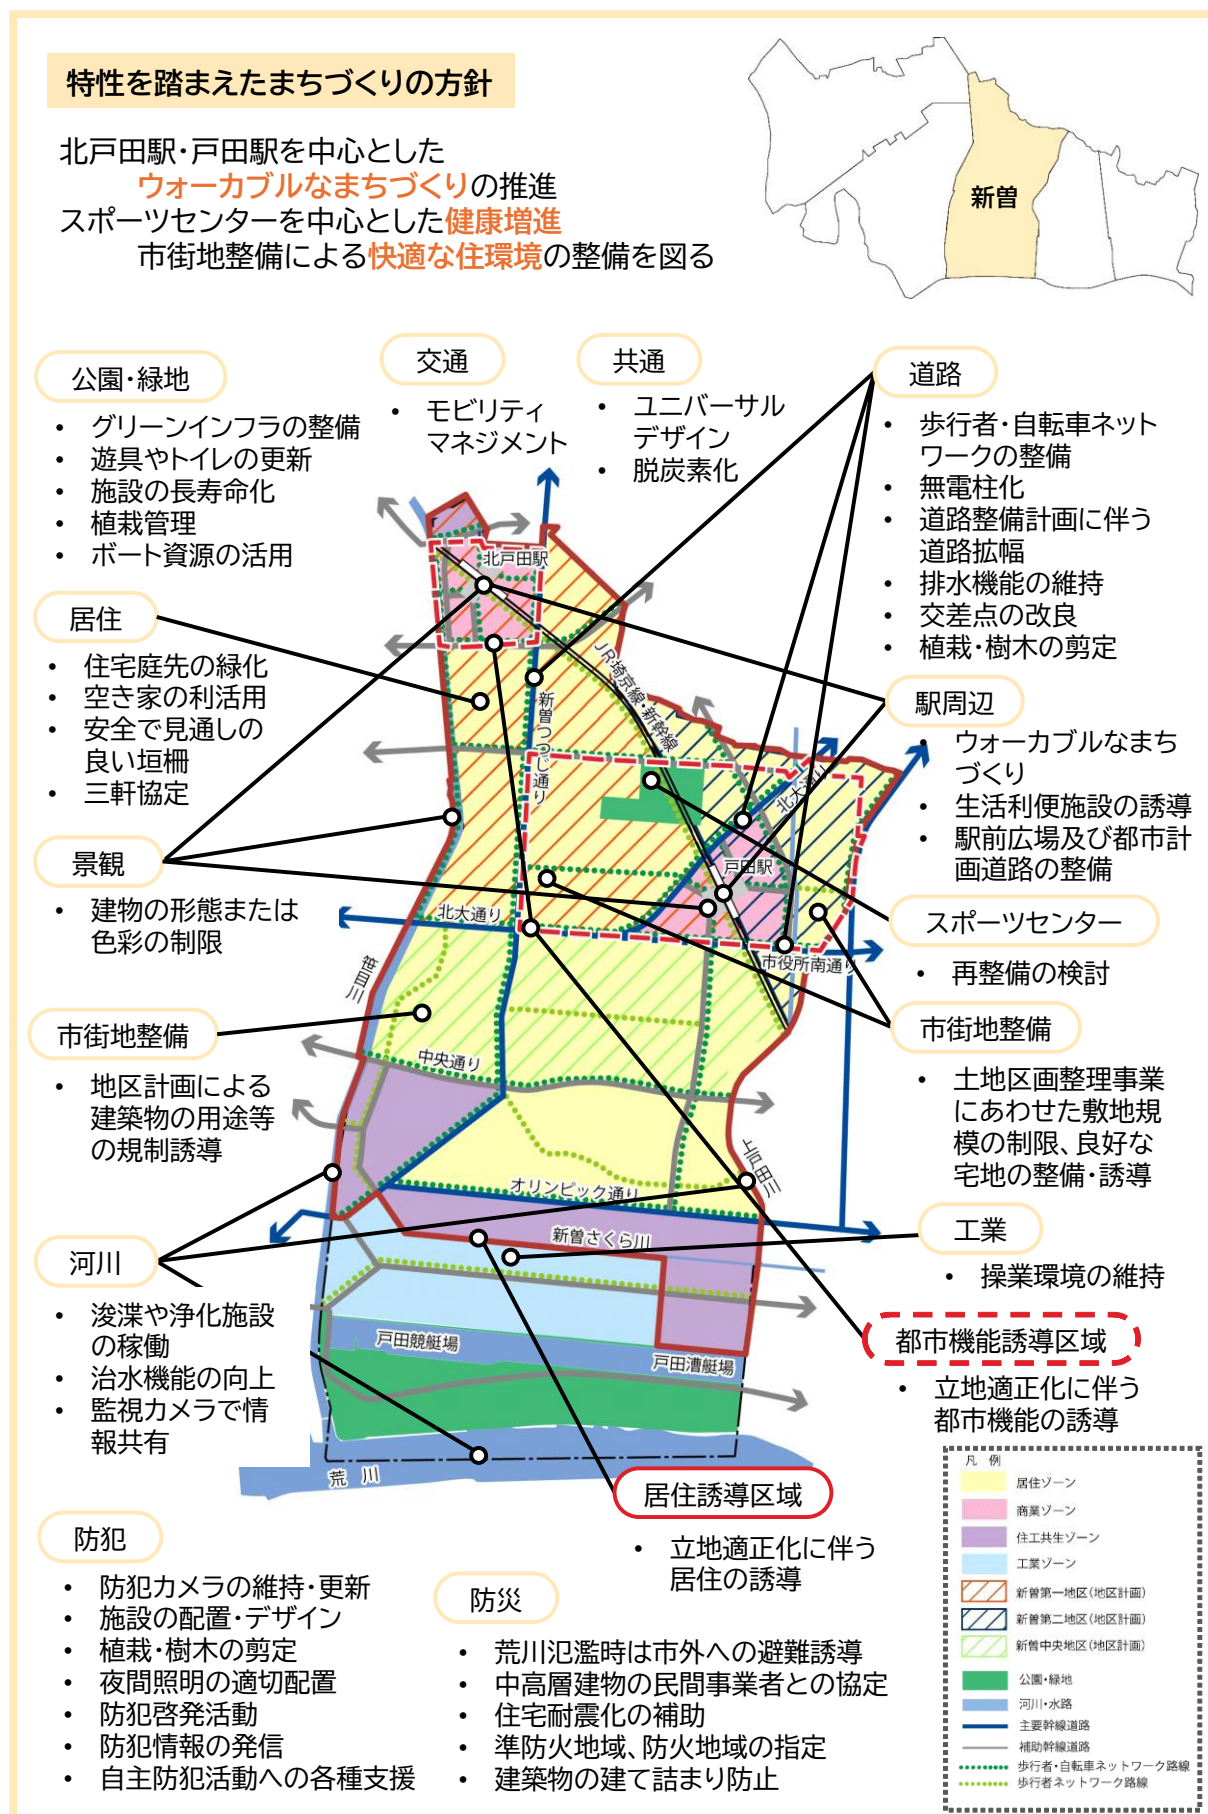 特性を踏まえたまちづくりの方針
北戸田駅・戸田駅を中心とした
ウォーカブルなまちづくりの推進
スポーツセンターを中心とした健康増進
市街地整備による快適な住環境の整備を図る
新曽
公園・緑地
・ グリーンインフラの整備
・ 遊具やトイレの更新
・ 施設の長寿命化
・ 植栽管理
・ ボート資源の活用
交通
・ モビリティ
マネジメント
共通
・ ユニバーサル
デザイン
・ 脱炭素化
道路
・ 歩行者・自転車ネット
ワークの整備
・ 無電柱化
・ 道路整備計画に伴う
道路拡幅
・ 排水機能の維持
・ 交差点の改良
・ 植栽・樹木の剪定
居住
・ 住宅庭先の緑化
・ 空き家の利活用
・ 安全で見通しの
良い垣柵
・ 三軒協定
駅周辺
・ ウォーカブルなまち
づくり
・ 生活利便施設の誘導
・ 駅前広場及び都市計
画道路の整備
景観
・ 建物の形態または
色彩の制限
スポーツセンター
・ 再整備の検討
市街地整備
・ 地区計画による
建築物の用途等
の規制誘導
市街地整備
・ 土地区画整理事業
にあわせた敷地規
模の制限、良好な
宅地の整備・誘導
河川
・ 浚渫や浄化施設
の稼働
・ 治水機能の向上
・ 監視カメラで情
報共有
工業
・ 操業環境の維持
都市機能誘導区域
・ 立地適正化に伴う
都市機能の誘導
居住誘導区域
・ 立地適正化に伴う
居住の誘導
北戸田駅
JR埼京線・新幹線
新曽つつじ通り
北大通り
戸田駅
北大通り
市役所南通り
笹目川
中央通り
上戸田川
オリンピック通り
新曽さくら川
戸田競艇場
戸田漕艇場
荒川
防犯
・ 防犯カメラの維持・更新
・ 施設の配置・デザイン
・ 植栽・樹木の剪定
・ 夜間照明の適切配置
・ 防犯啓発活動
・ 防犯情報の発信
・ 自主防犯活動への各種支援
防災
・ 荒川氾濫時は市外への避難誘導
・ 中高層建物の民間事業者との協定
・ 住宅耐震化の補助
・ 準防火地域、防火地域の指定
・ 建築物の建て詰まり防止
凡 例
居住ゾーン
商業ゾーン
住工共生ゾーン
工業ゾーン
新曽第一地区(地区計画)
新曽第二地区(地区計画)
新曽中央地区(地区計画)
公園・緑地
河川・水路
主要幹線道路
補助幹線道路
歩行者・自転車ネットワーク路線
歩行者ネットワーク路線